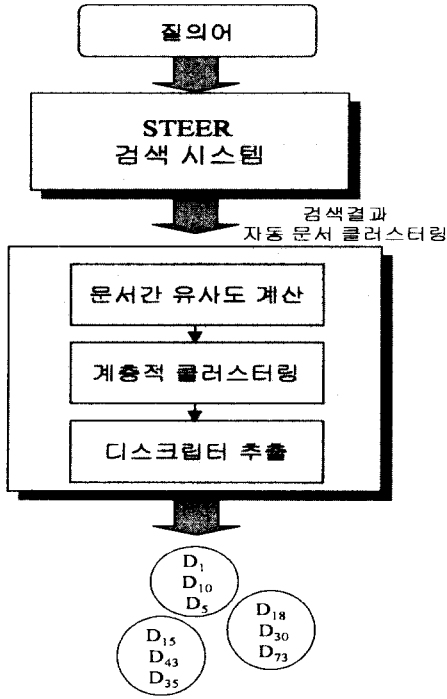 질의어
STEER
검색 시스템
검색결과
자동 문서 클러스터링
문서간 유사도 계산
계층적 클러스터링
디스크립터 추출
D₁
D₁₀
D₅
D₁₈
D₃₀
D₇₃
D₁₅
D₄₃
D₃₅